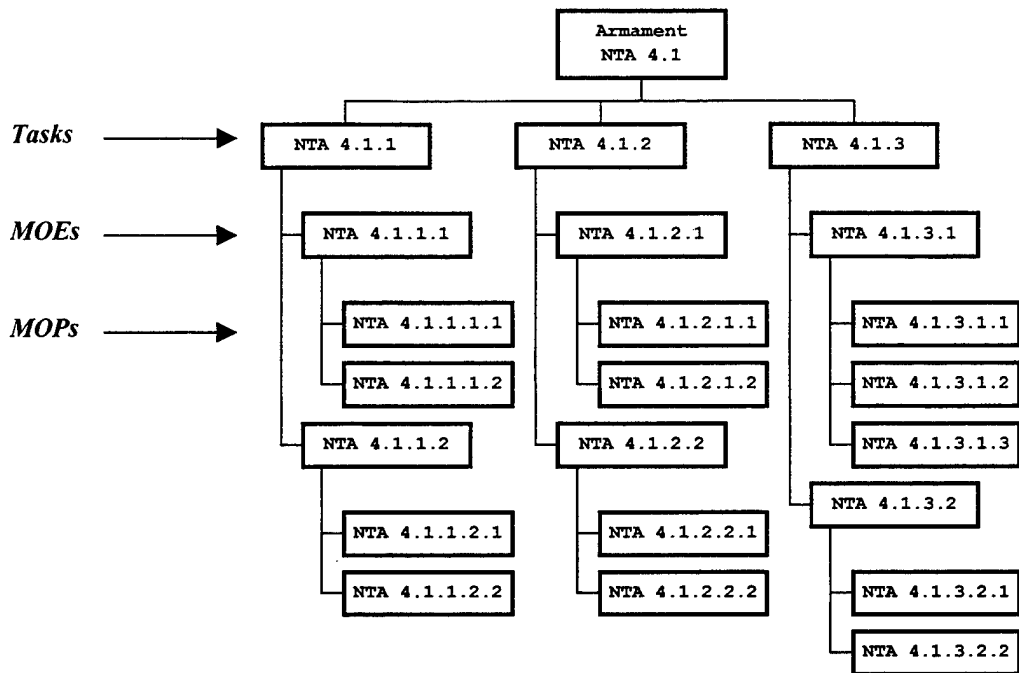 Armament
NTA 4.1
Tasks
NTA 4.1.1
NTA 4.1.2
NTA 4.1.3
MOEs
NTA 4.1.1.1
NTA 4.1.2.1
NTA 4.1.3.1
MOPs
NTA 4.1.1.1.1
NTA 4.1.2.1.1
NTA 4.1.3.1.1
NTA 4.1.1.1.2
NTA 4.1.2.1.2
NTA 4.1.3.1.2
NTA 4.1.1.2
NTA 4.1.2.2
NTA 4.1.3.1.3
NTA 4.1.3.2
NTA 4.1.1.2.1
NTA 4.1.2.2.1
NTA 4.1.1.2.2
NTA 4.1.2.2.2
NTA 4.1.3.2.1
NTA 4.1.3.2.2